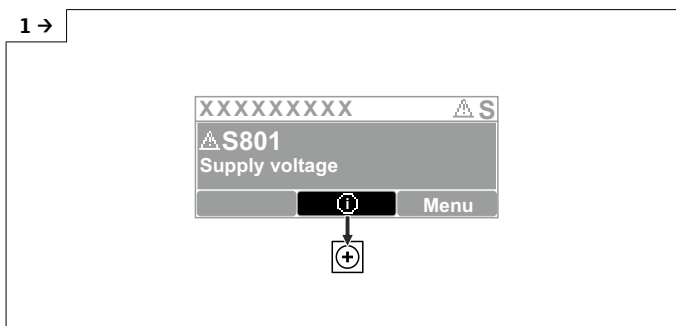 1 →
XXXXXXXXX ⚠ S
⚠ S801
Supply voltage
ⓘ Menu